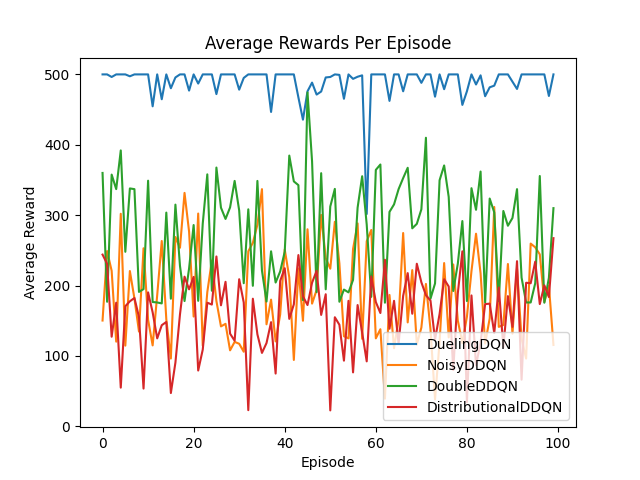 Average Rewards Per Episode
Average Reward
500
400
300
200
100
0
0 20 40 60 80 100
Episode
DuelingDQN
NoisyDDQN
DoubleDDQN
DistributionalDDQN